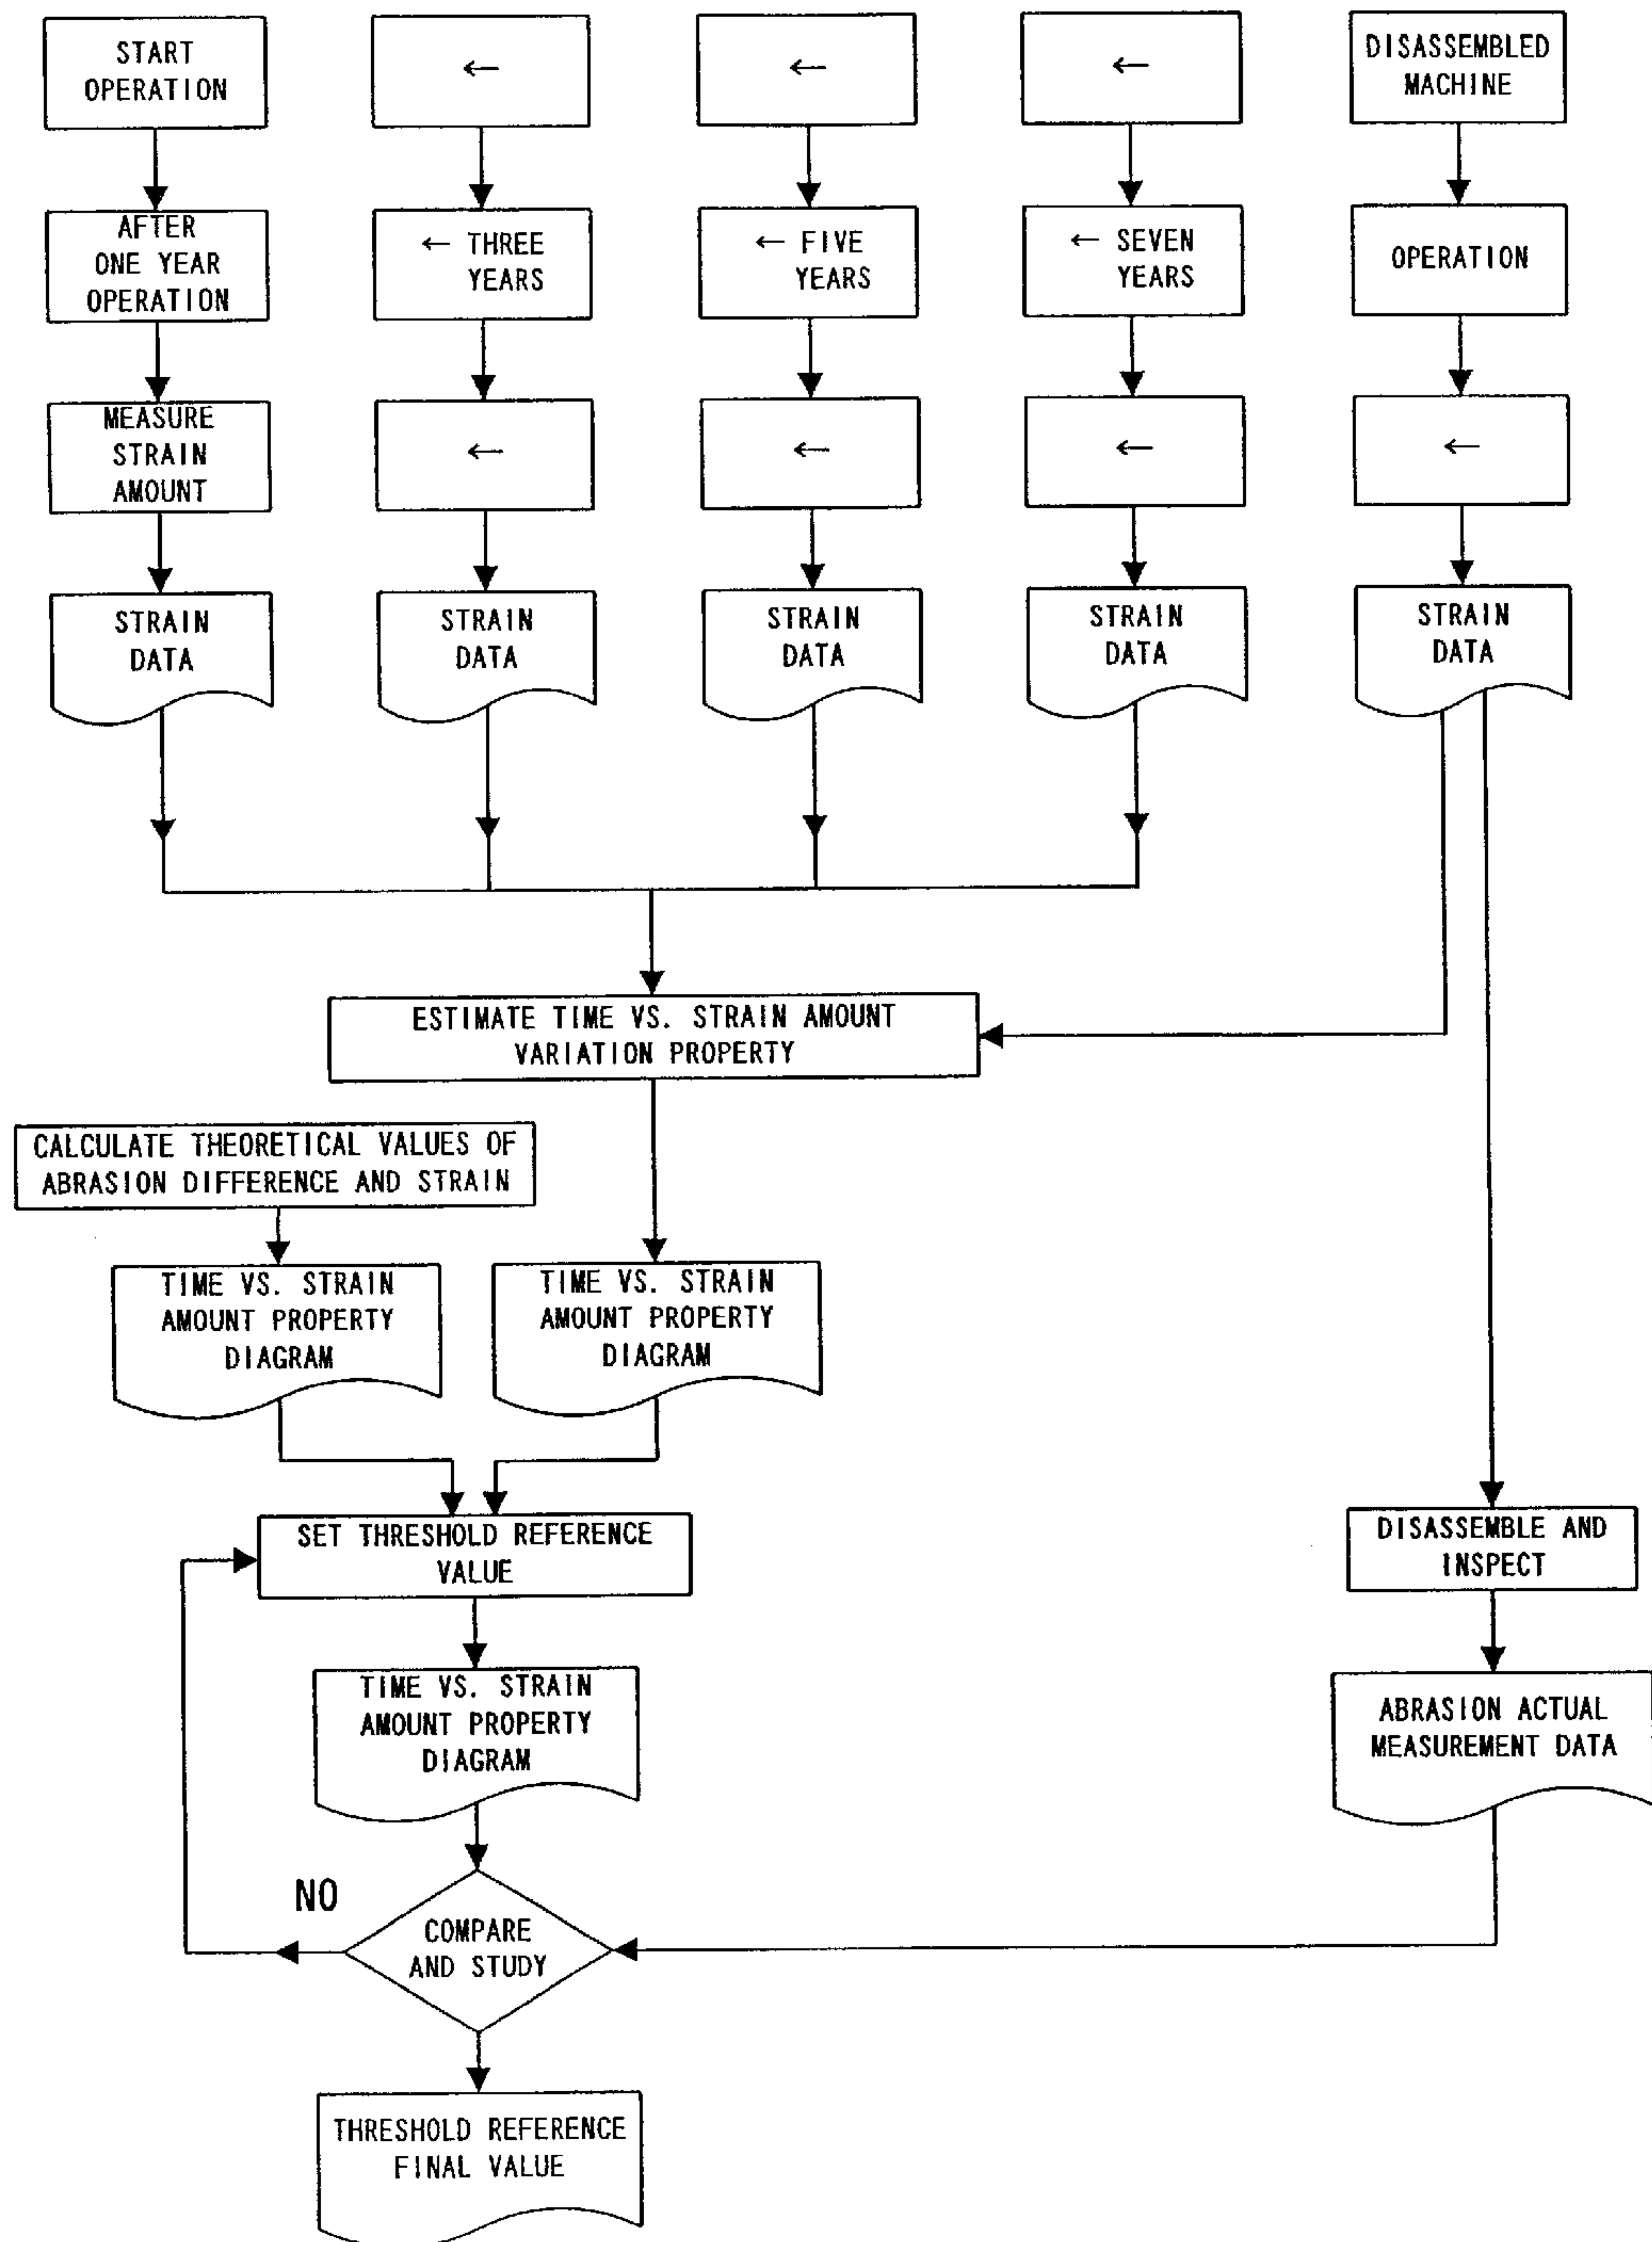 START
OPERATION
←
←
←
DISASSEMBLED
MACHINE
AFTER
ONE YEAR
OPERATION
← THREE
YEARS
← FIVE
YEARS
← SEVEN
YEARS
OPERATION
MEASURE
STRAIN
AMOUNT
←
←
←
←
STRAIN
DATA
STRAIN
DATA
STRAIN
DATA
STRAIN
DATA
STRAIN
DATA
ESTIMATE TIME VS. STRAIN AMOUNT
VARIATION PROPERTY
CALCULATE THEORETICAL VALUES OF
ABRASION DIFFERENCE AND STRAIN
TIME VS. STRAIN
AMOUNT PROPERTY
DIAGRAM
TIME VS. STRAIN
AMOUNT PROPERTY
DIAGRAM
SET THRESHOLD REFERENCE
VALUE
DISASSEMBLE AND
INSPECT
TIME VS. STRAIN
AMOUNT PROPERTY
DIAGRAM
ABRASION ACTUAL
MEASUREMENT DATA
NO
COMPARE
AND STUDY
THRESHOLD REFERENCE
FINAL VALUE